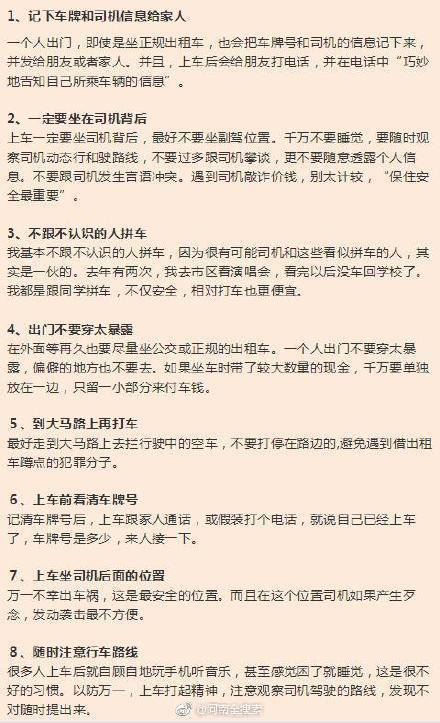 1、记下车牌和司机信息给家人
一个人出门，即使是坐正规出租车，也会把车牌号和司机的信息记下来，
并发给朋友或者家人。并且，上车后会给朋友打电话，并在电话中“巧妙
地告知自己所乘车辆的信息”。
2、一定要坐在司机背后
上车一定要坐司机背后，最好不要坐副驾位置。千万不要睡觉，要随时观
察司机动态行和驶路线，不要过多跟司机攀谈，更不要随意透露个人信
息。不要跟司机发生言语冲突。遇到司机敲诈价钱，别太计较，“保住安
全最重要”。
3、不跟不认识的人拼车
我基本不跟不认识的人拼车，因为很有可能司机和这些看似拼车的人，其
实是一伙的。去年有两次，我去市区看演唱会，看完以后没车回学校了。
我都是跟同学拼车，不仅安全，相对打车也更便宜。
4、出门不要穿太暴露
在外面等再久也要尽量坐公交或正规的出租车。一个人出门不要穿太暴
露，偏僻的地方也不要去。如果坐车时带了较大数量的现金，千万要单独
放在一边，只留一小部分来付车钱。
5、到大马路上再打车
最好走到大马路上去拦行驶中的空车，不要打停在路边的,避免遇到借出租
车蹲点的犯罪分子。
6、上车前看清车牌号
记清车牌号后，上车跟家人通话，或假装打个电话，就说自己已经上车
了，车牌号是多少，来人接一下。
7、上车坐司机后面的位置
万一不幸出车祸，这是最安全的位置。而且在这个位置司机如果产生歹
念，发动袭击最不方便。
8、随时注意行车路线
很多人上车后就自顾自地玩手机听音乐，甚至感觉困了就睡觉，这是很不
好的习惯。以防万一，上车打起精神，注意观察司机驾驶的路线，发现不
对随时提出来。
@河南全搜索